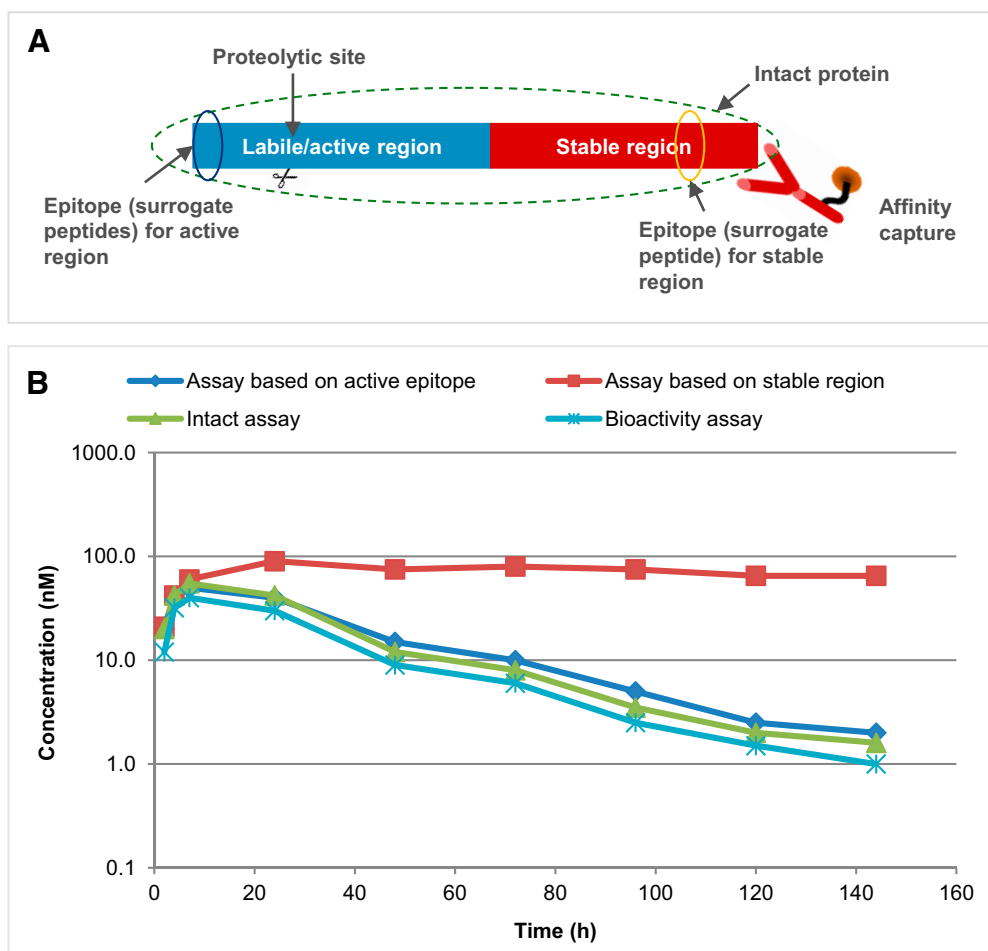 A
Proteolytic site
Intact protein
Labile/active region
Stable region
Epitope (surrogate
peptides) for active
region
Epitope (surrogate
peptide) for stable
region
Affinity
capture
B
Assay based on active epitope
Assay based on stable region
Intact assay
Bioactivity assay
Concentration (nM)
1000.0
100.0
10.0
1.0
0.1
0 20 40 60 80 100 120 140 160
Time (h)